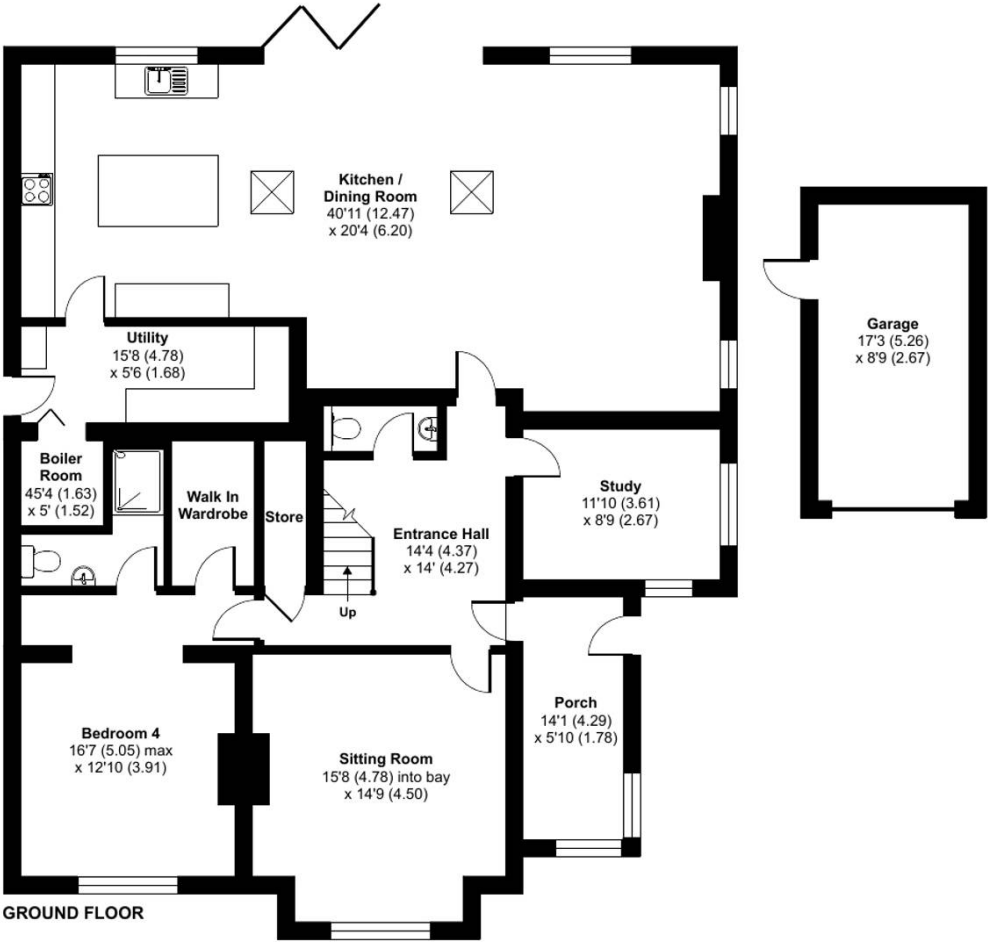 Kitchen /
Dining Room
40'11 (12.47)
x 20'4 (6.20)
Garage
17'3 (5.26)
x 8'9 (2.67)
Utility
15'8 (4.78)
x 5'6 (1.68)
Boiler
Room
45'4 (1.63)
x 5' (1.52)
Walk In
Wardrobe
Store
Study
11'10 (3.61)
x 8'9 (2.67)
Entrance Hall
14'4 (4.37)
x 14' (4.27)
Up
Porch
14'1 (4.29)
x 5'10 (1.78)
Bedroom 4
16'7 (5.05) max
x 12'10 (3.91)
Sitting Room
15'8 (4.78) into bay
x 14'9 (4.50)
GROUND FLOOR